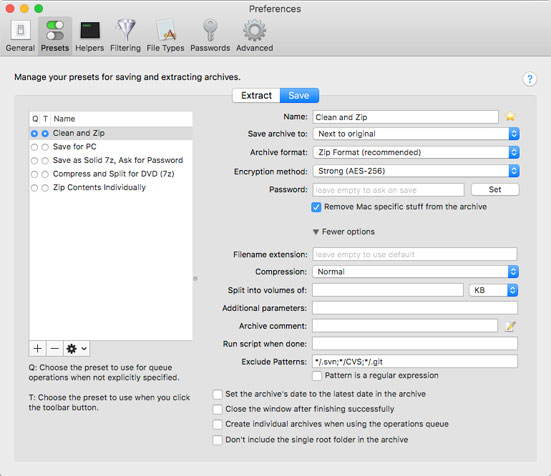 Preferences
General Presets Helpers Filtering File Types Passwords Advanced
Manage your presets for saving and extracting archives.
?
Extract Save
Q T Name
Clean and Zip
Save for PC
Save as Solid 7z, Ask for Password
Compress and Split for DVD (7z)
Zip Contents Individually
Q: Choose the preset to use for queue
operations when not explicitly specified.
T: Choose the preset to use when you click
the toolbar button.
Name: Clean and Zip
Save archive to: Next to original
Archive format: Zip Format (recommended)
Encryption method: Strong (AES-256)
Password: leave empty to ask on save Set
Remove Mac specific stuff from the archive
Fewer options
Filename extension: leave empty to use default
Compression: Normal
Split into volumes of: KB
Additional parameters:
Archive comment:
Run script when done:
Exclude Patterns: */.svn;*/CVS;*/.git
Pattern is a regular expression
Set the archive's date to the latest date in the archive
Close the window after finishing successfully
Create individual archives when using the operations queue
Don't include the single root folder in the archive